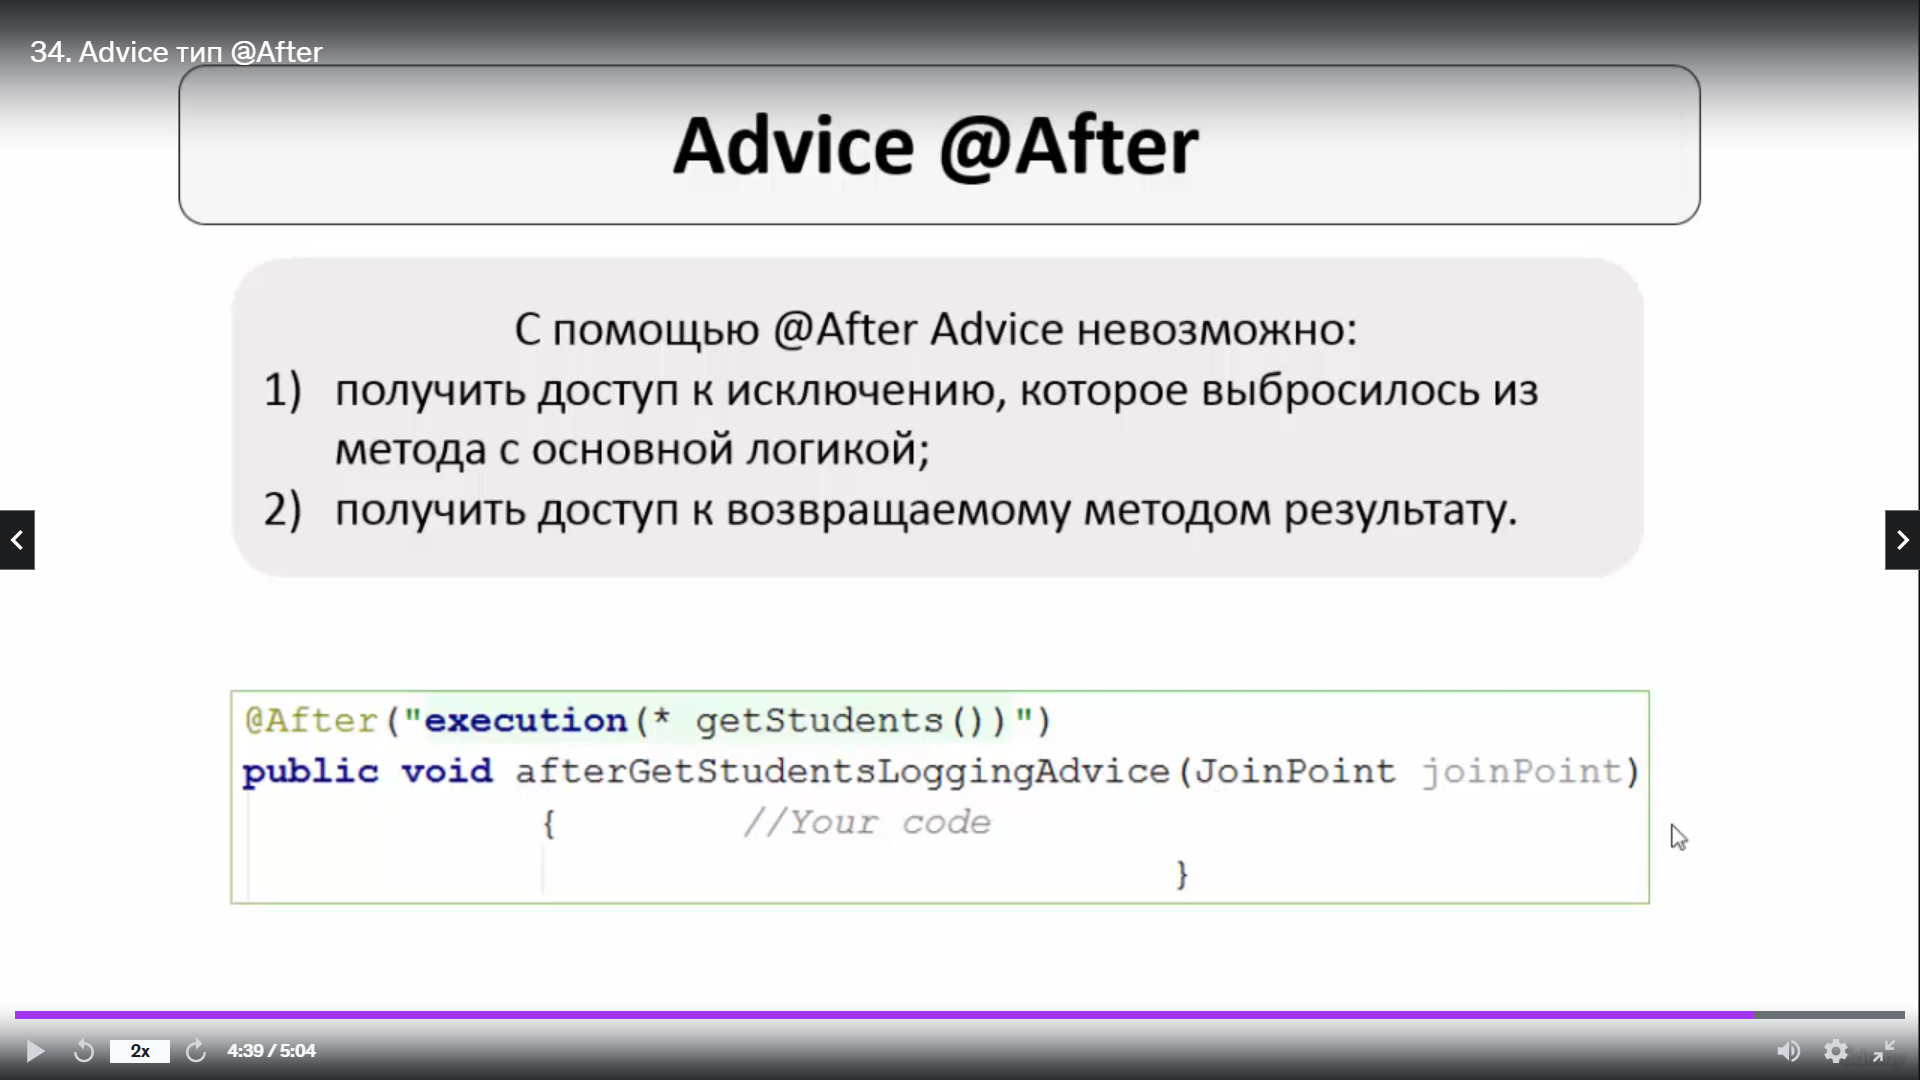 34. Advice тип @After
Advice @After
С помощью @After Advice невозможно:
1) получить доступ к исключению, которое выбросилось из
метода с основной логикой;
2) получить доступ к возвращаемому методом результату.
@After("execution(* getStudents())")
public void afterGetStudentsLoggingAdvice(JoinPoint joinPoint)
{ //Your code
}
2x 4:39 / 5:04